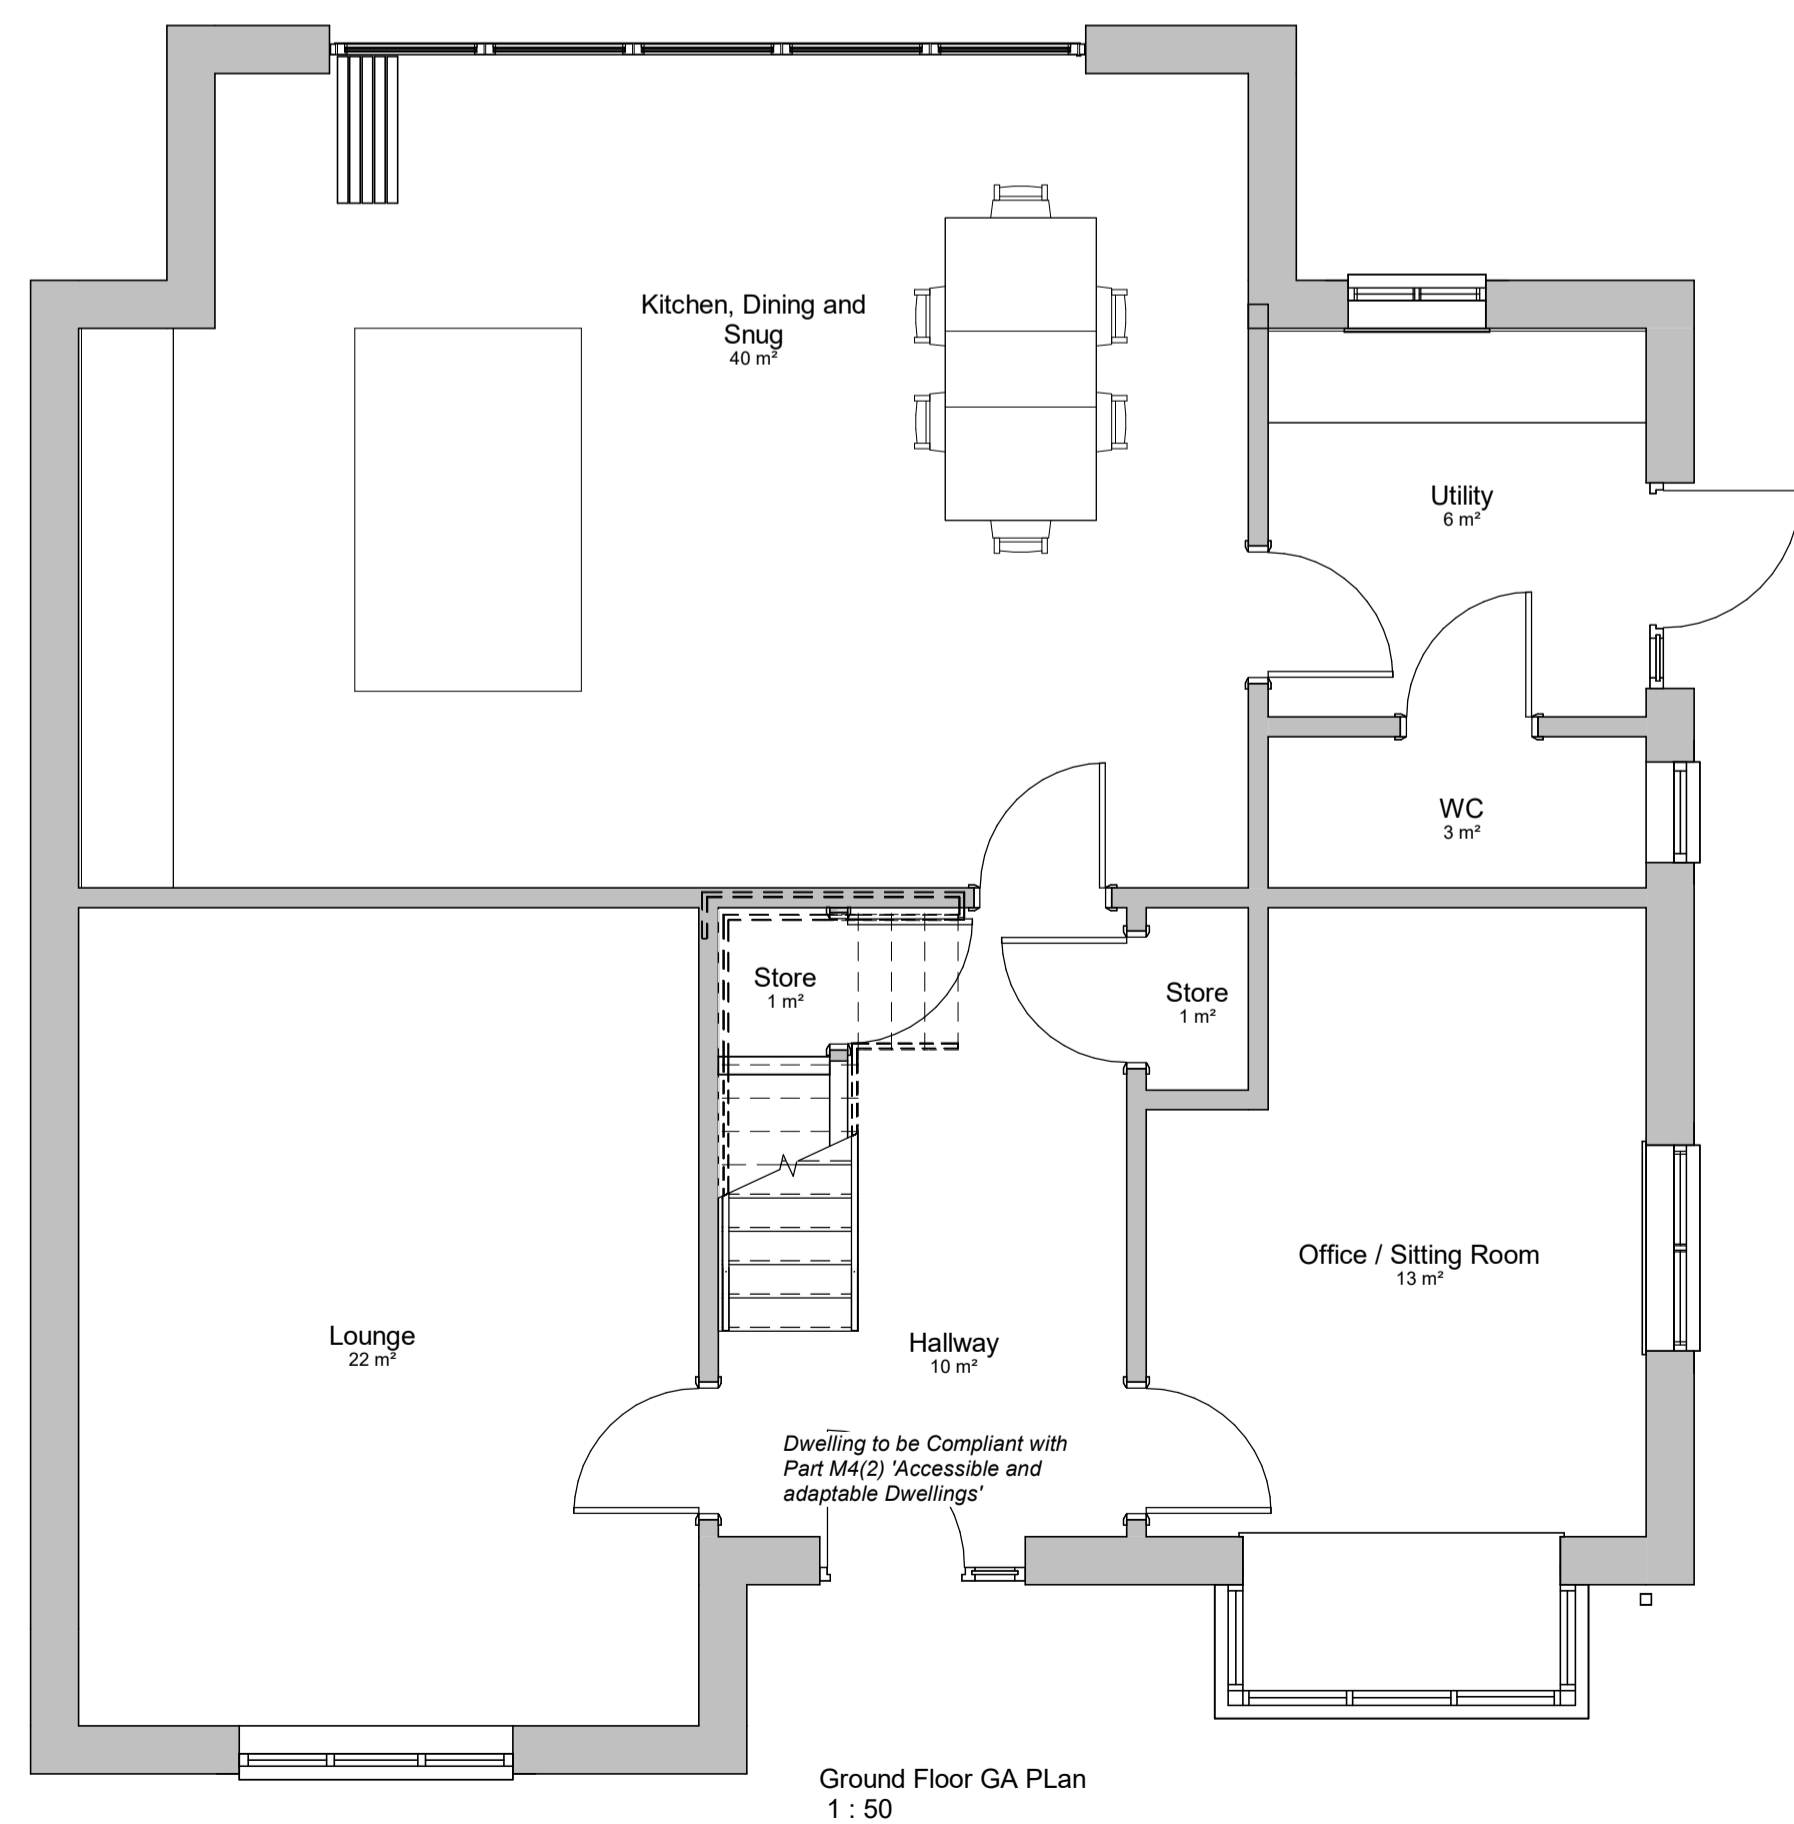 Kitchen, Dining and
Snug
40 m²
Utility
6 m²
WC
3 m²
Store
1 m²
Store
1 m²
Office / Sitting Room
13 m²
Lounge
22 m²
Hallway
10 m²
Dwelling to be Compliant with
Part M4(2) 'Accessible and
adaptable Dwellings'
Ground Floor GA PLan
1 : 50